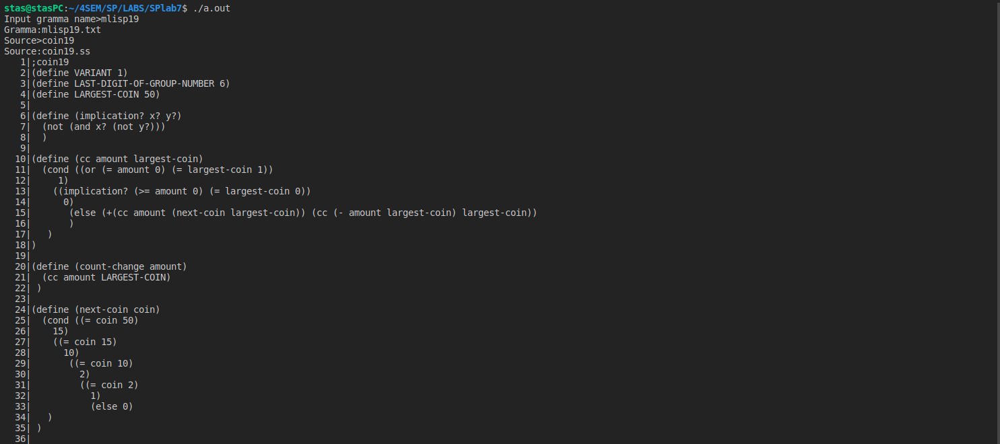 stas@stasPC:~/4SEM/SP/LABS/SPlab7$ ./a.out
Input gramma name>mlisp19
Gramma:mlisp19.txt
Source>coin19
Source:coin19.ss
   1|;coin19
   2|(define VARIANT 1)
   3|(define LAST-DIGIT-OF-GROUP-NUMBER 6)
   4|(define LARGEST-COIN 50)
   5|
   6|(define (implication? x? y?)
   7|  (not (and x? (not y?)))
   8|  )
   9|
  10|(define (cc amount largest-coin)
  11|  (cond ((or (= amount 0) (= largest-coin 1))
  12|     1)
  13|    ((implication? (>= amount 0) (= largest-coin 0))
  14|      0)
  15|       (else (+(cc amount (next-coin largest-coin)) (cc (- amount largest-coin) largest-coin))
  16|       )
  17|   )
  18|)
  19|
  20|(define (count-change amount)
  21|  (cc amount LARGEST-COIN)
  22| )
  23|
  24|(define (next-coin coin)
  25|  (cond ((= coin 50)
  26|    15)
  27|    ((= coin 15)
  28|      10)
  29|       ((= coin 10)
  30|         2)
  31|         ((= coin 2)
  32|           1)
  33|           (else 0)
  34|   )
  35| )
  36|